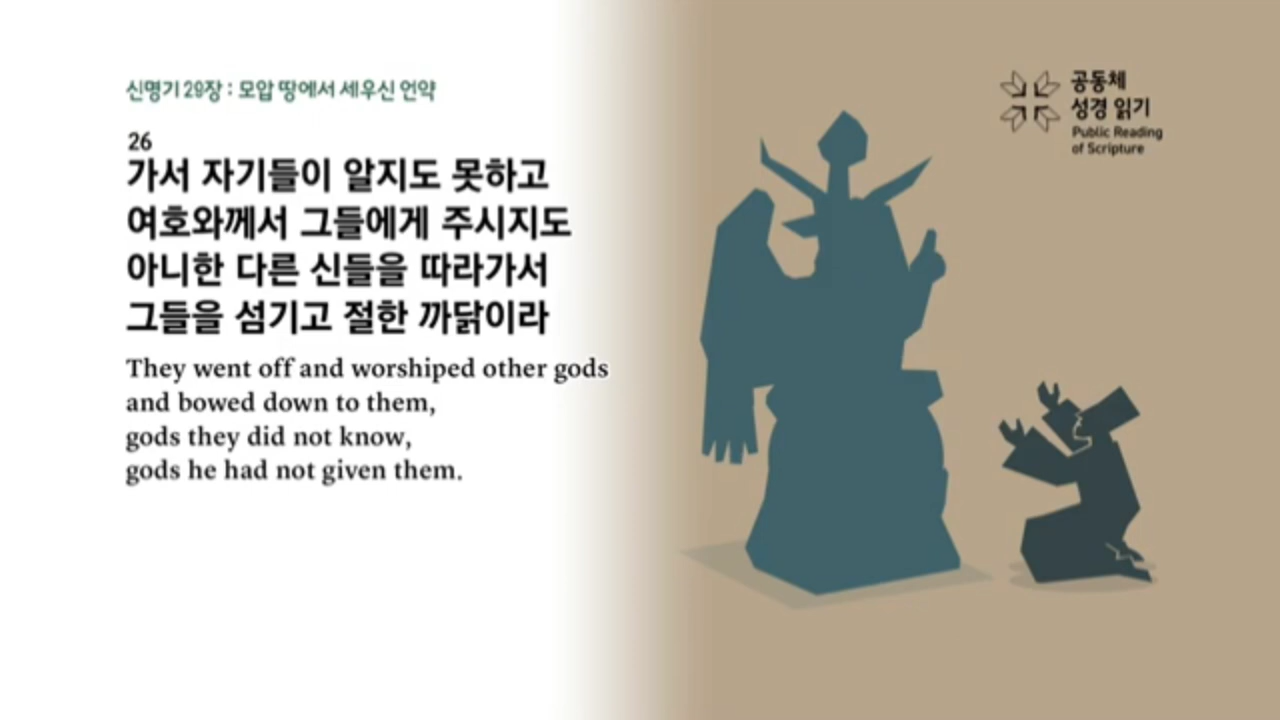 신명기 29장 : 모압 땅에서 세우신 언약
26
가서 자기들이 알지도 못하고
여호와께서 그들에게 주시지도
아니한 다른 신들을 따라가서
그들을 섬기고 절한 까닭이라
They went off and worshiped other gods
and bowed down to them,
gods they did not know,
gods he had not given them.
공동체
성경 읽기
Public Reading
of Scripture